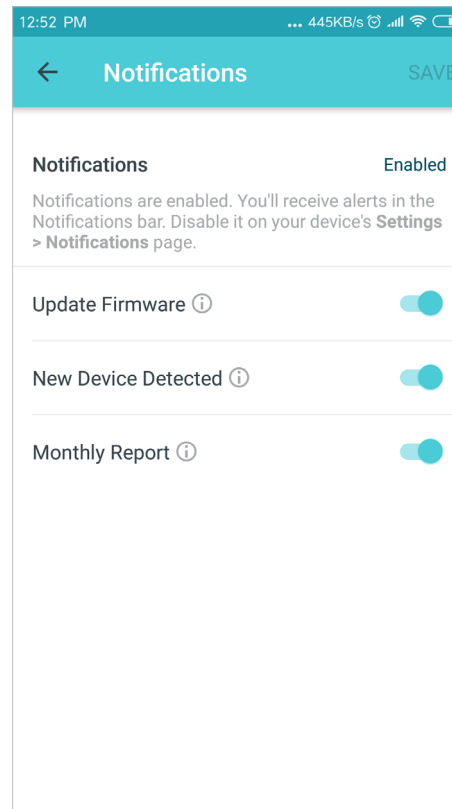 12:52 PM ... 445KB/s
Notifications SAVE
Notifications Enabled
Notifications are enabled. You'll receive alerts in the
Notifications bar. Disable it on your device's Settings
> Notifications page.
Update Firmware
New Device Detected
Monthly Report